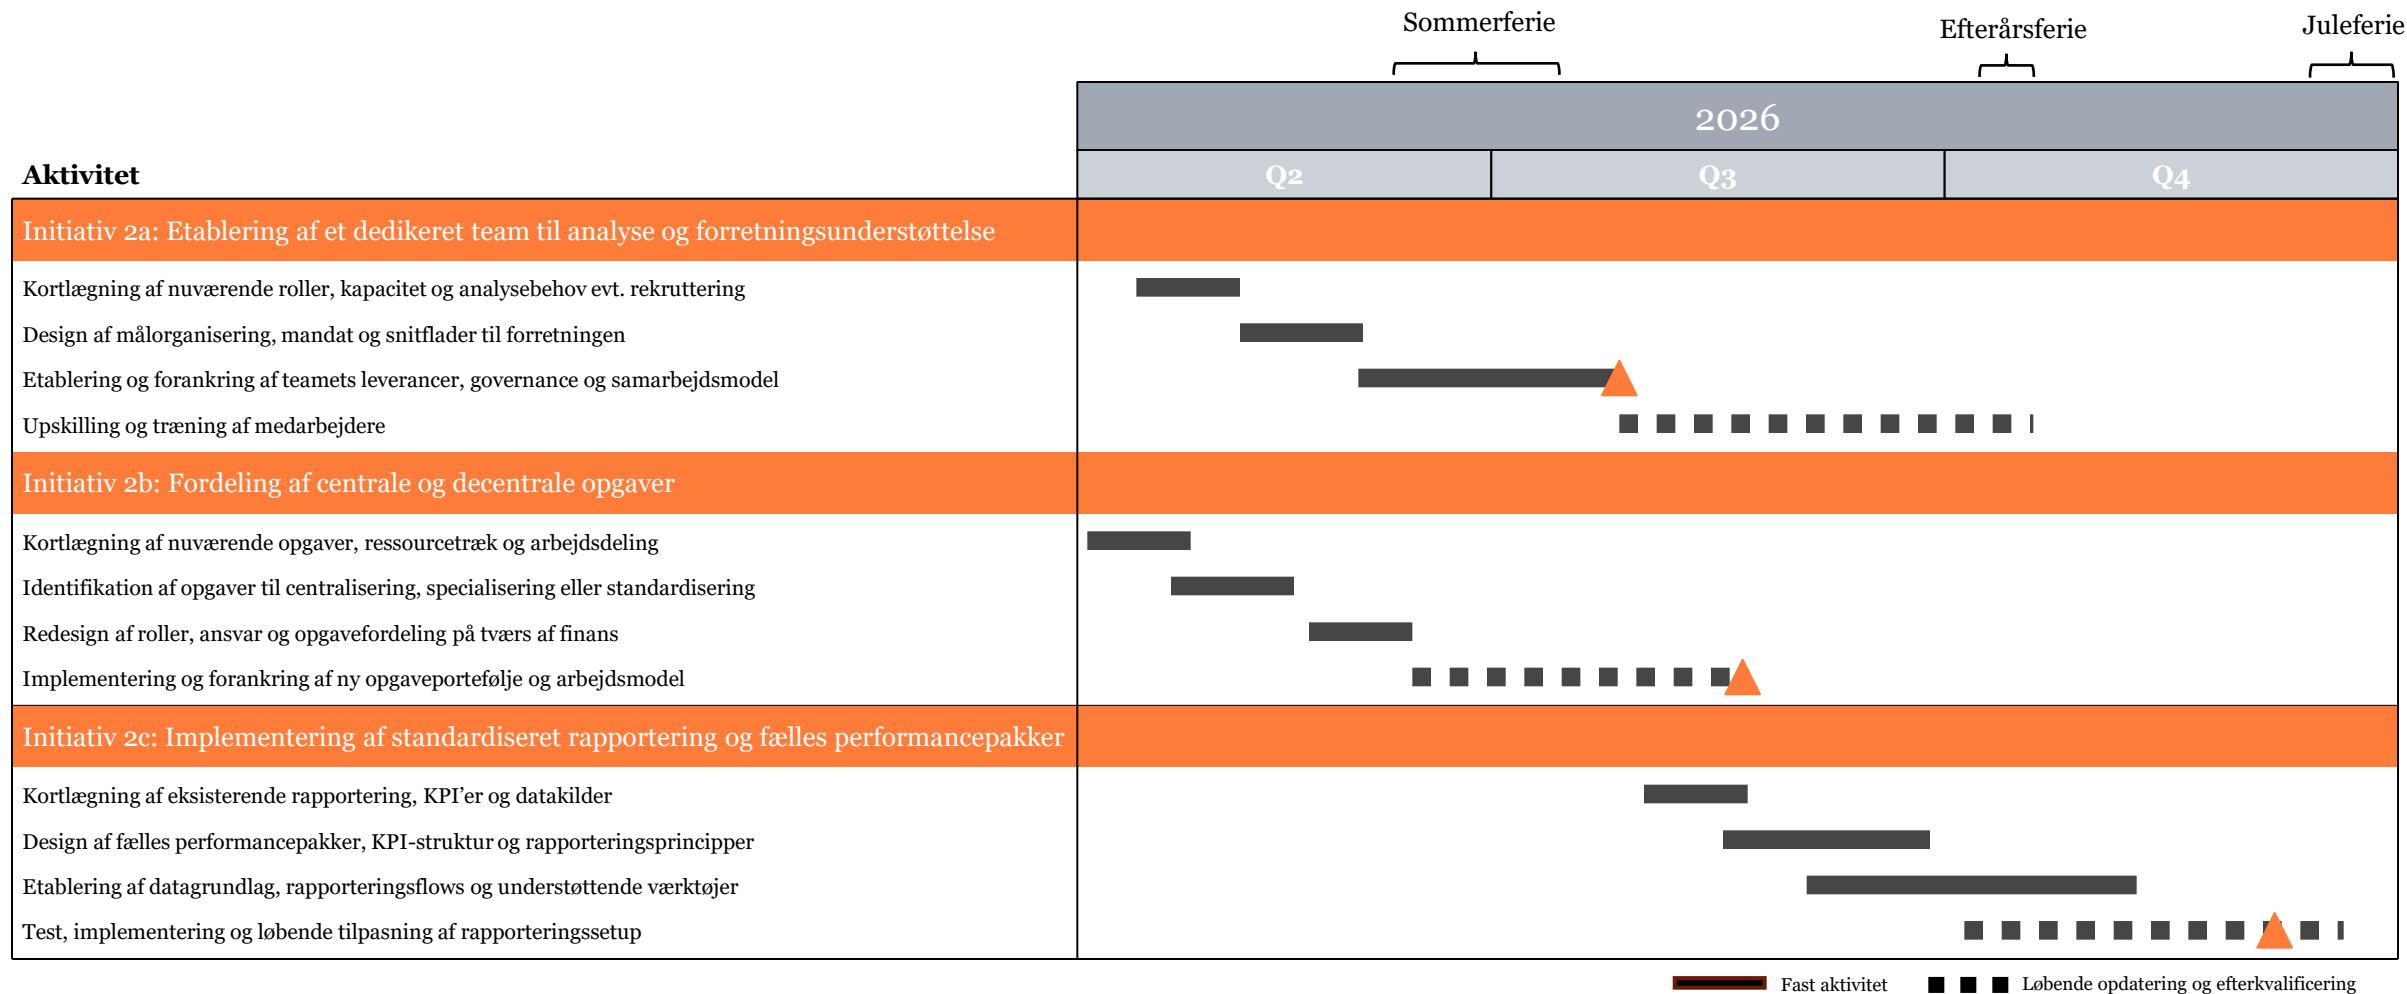 Sommerferie
Efterårsferie
Juleferie
2026
Aktivitet
Q2
Q3
Q4
Initiativ 2a: Etablering af et dedikeret team til analyse og forretningsunderstøttelse
Kortlægning af nuværende roller, kapacitet og analysebehov evt. rekruttering
Design af målorganisering, mandat og snitflader til forretningen
Etablering og forankring af teamets leverancer, governance og samarbejdsmodel
Upskilling og træning af medarbejdere
Initiativ 2b: Fordeling af centrale og decentrale opgaver
Kortlægning af nuværende opgaver, ressourcetræk og arbejdsdeling
Identifikation af opgaver til centralisering, specialisering eller standardisering
Redesign af roller, ansvar og opgavefordeling på tværs af finans
Implementering og forankring af ny opgaveportefølje og arbejdsmodel
Initiativ 2c: Implementering af standardiseret rapportering og fælles performancepakker
Kortlægning af eksisterende rapportering, KPI’er og datakilder
Design af fælles performancepakker, KPI-struktur og rapporteringsprincipper
Etablering af datagrundlag, rapporteringsflows og understøttende værktøjer
Test, implementering og løbende tilpasning af rapporteringssetup
Fast aktivitet
Løbende opdatering og efterkvalificering